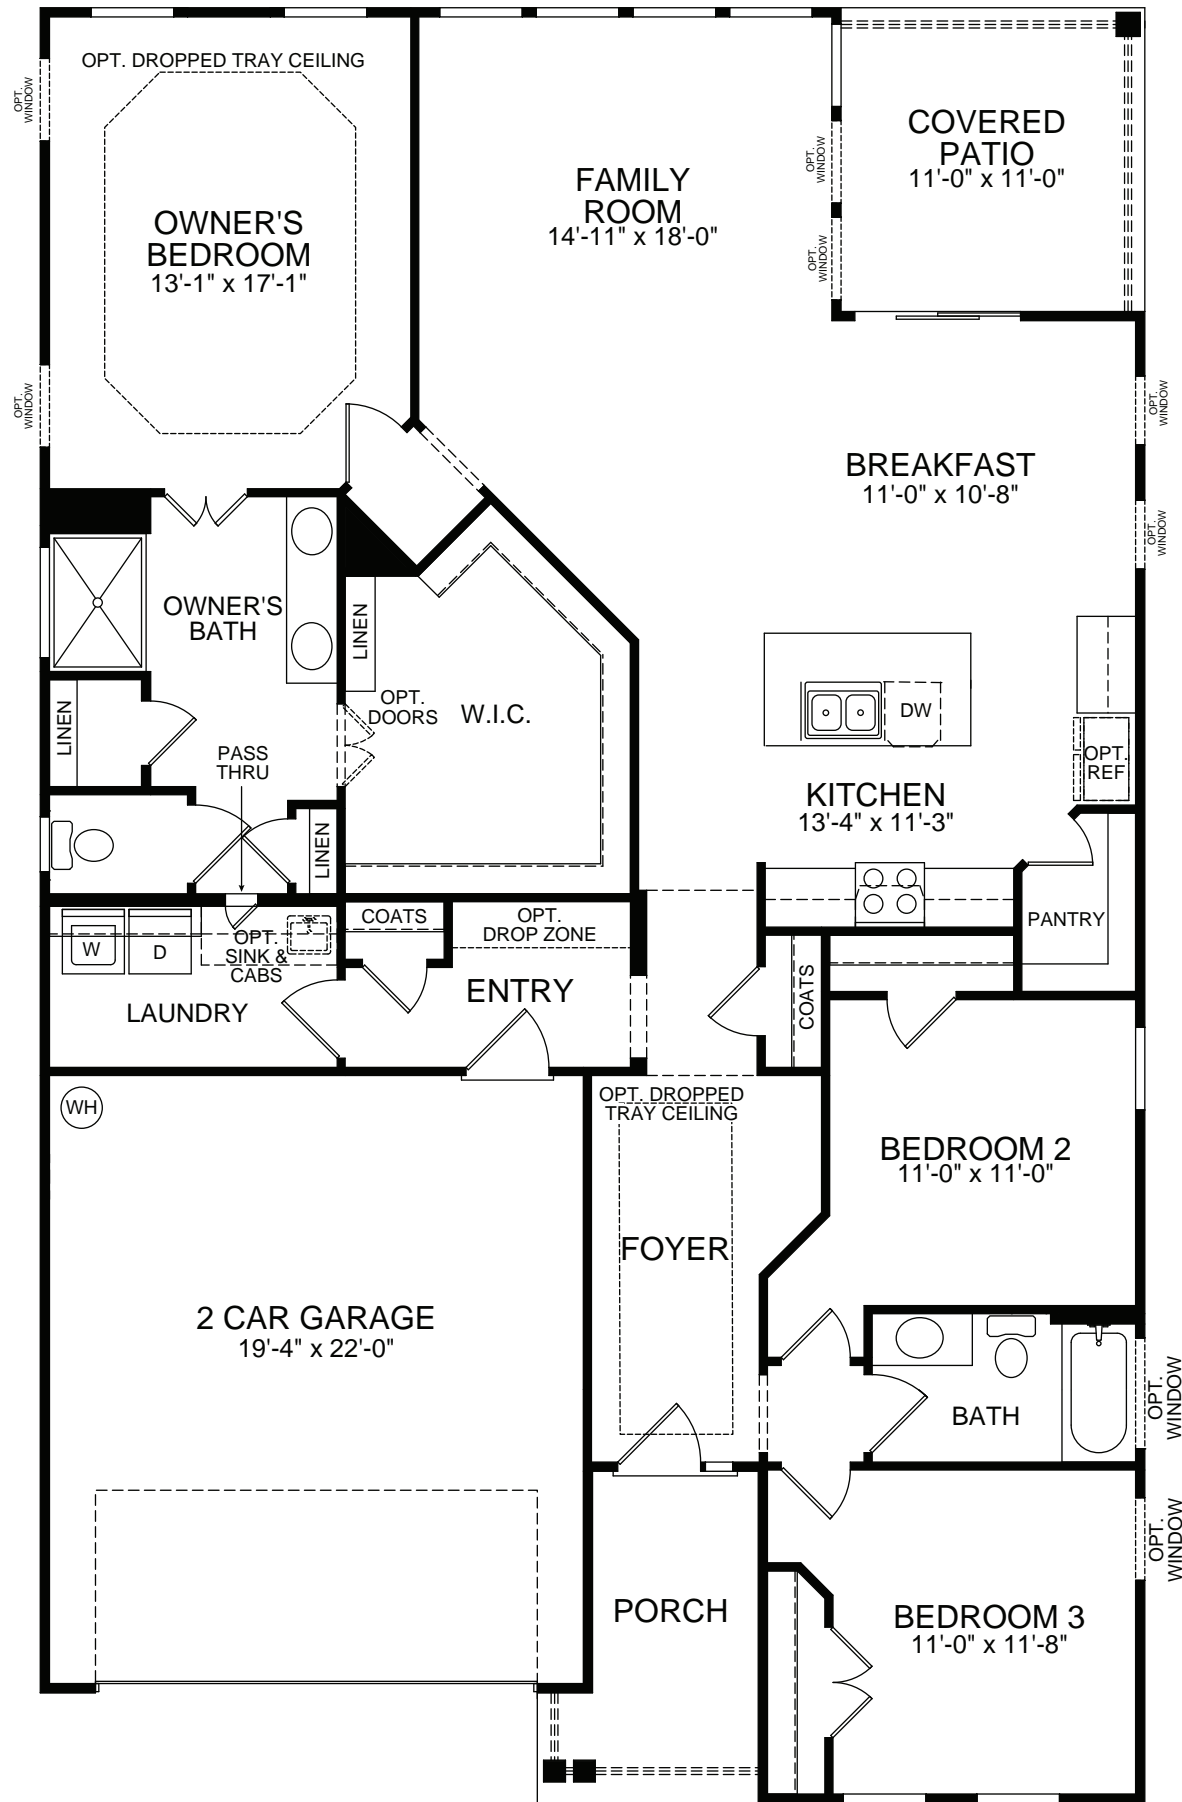 OPT. DROPPED TRAY CEILING
OPT.
WINDOW
OWNER'S
BEDROOM
13'-1" x 17'-1"
OPT.
WINDOW
FAMILY
ROOM
14'-11" x 18'-0"
OPT.
WINDOW
OPT.
WINDOW
COVERED
PATIO
11'-0" x 11'-0"
OPT.
WINDOW
BREAKFAST
11'-0" x 10'-8"
OPT.
WINDOW
OWNER'S
BATH
LINEN
LINEN
OPT.
DOORS
W.I.C.
PASS
THRU
LINEN
DW
OPT.
REF
KITCHEN
13'-4" x 11'-3"
PANTRY
COATS
OPT.
DROP ZONE
W
D
OPT.
SINK &
CABS
LAUNDRY
ENTRY
COATS
WH
OPT. DROPPED
TRAY CEILING
BEDROOM 2
11'-0" x 11'-0"
FOYER
2 CAR GARAGE
19'-4" x 22'-0"
BATH
OPT.
WINDOW
OPT.
WINDOW
PORCH
BEDROOM 3
11'-0" x 11'-8"